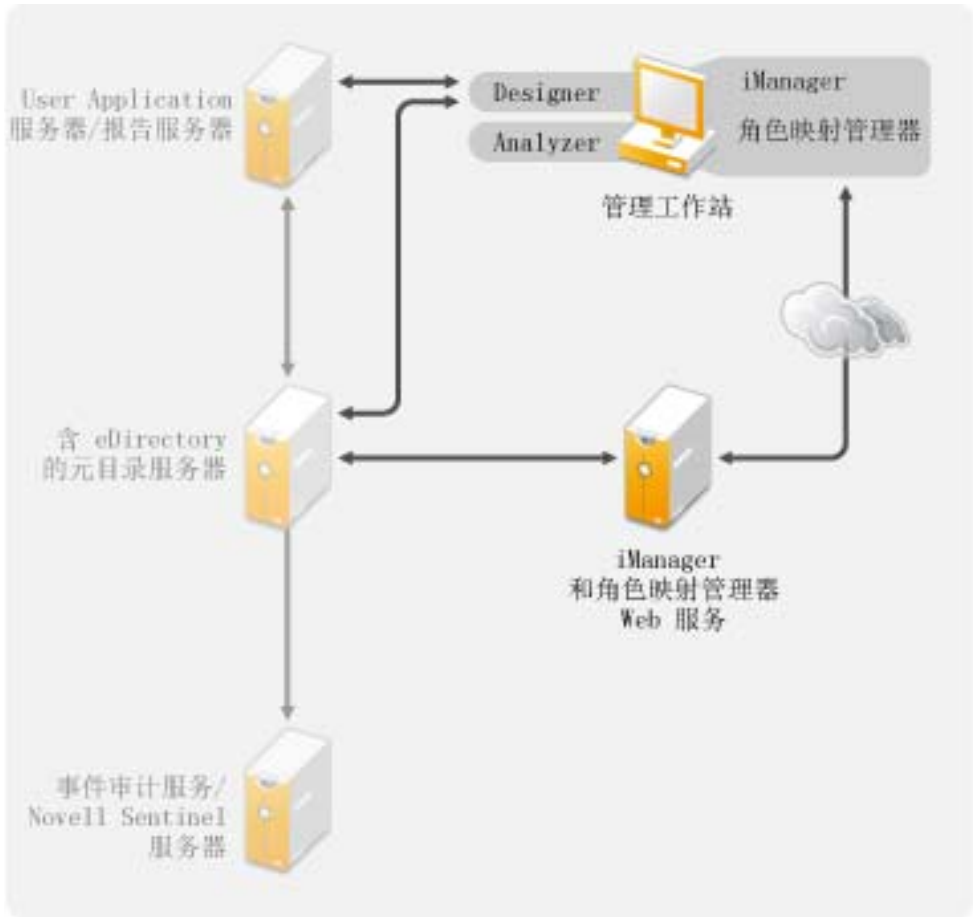 User Application
服务器/报告服务器
Designer
Analyzer
iManager
角色映射管理器
管理工作站
含 eDirectory
的元目录服务器
iManager
和角色映射管理器
Web 服务
事件审计服务/
Novell Sentinel
服务器